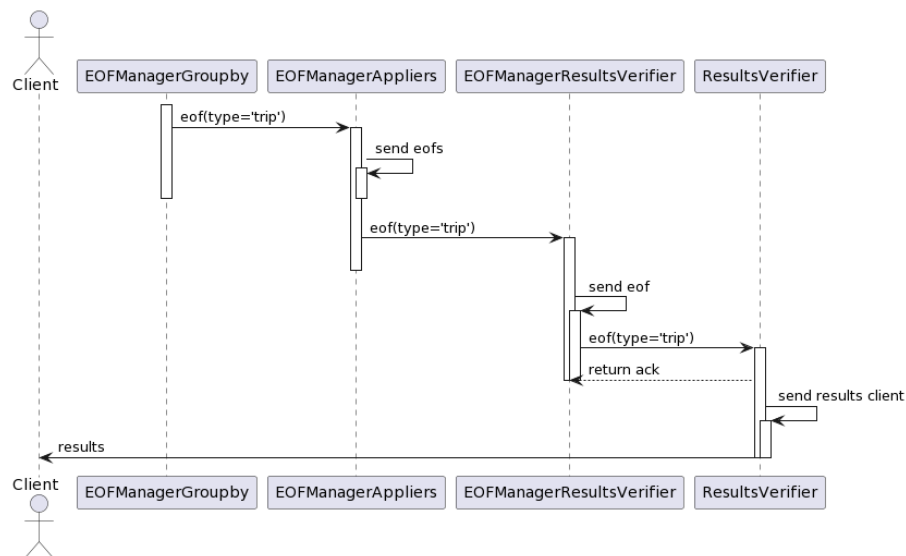 Client
EOFManagerGroupby
EOFManagerAppliers
EOFManagerResultsVerifier
ResultsVerifier
eof(type='trip')
send eofs
eof(type='trip')
send eof
eof(type='trip')
return ack
send results client
results
Client
EOFManagerGroupby
EOFManagerAppliers
EOFManagerResultsVerifier
ResultsVerifier